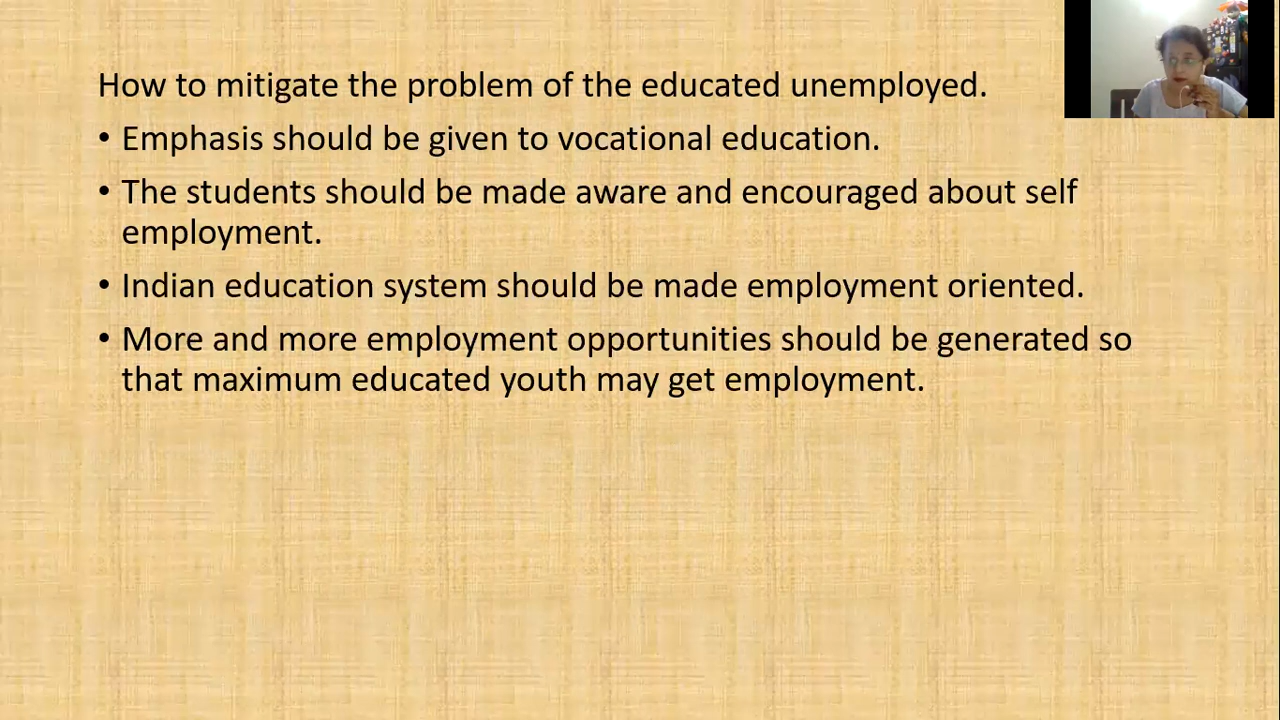 How to mitigate the problem of the educated unemployed.
• Emphasis should be given to vocational education.
• The students should be made aware and encouraged about self
employment.
• Indian education system should be made employment oriented.
• More and more employment opportunities should be generated so
that maximum educated youth may get employment.